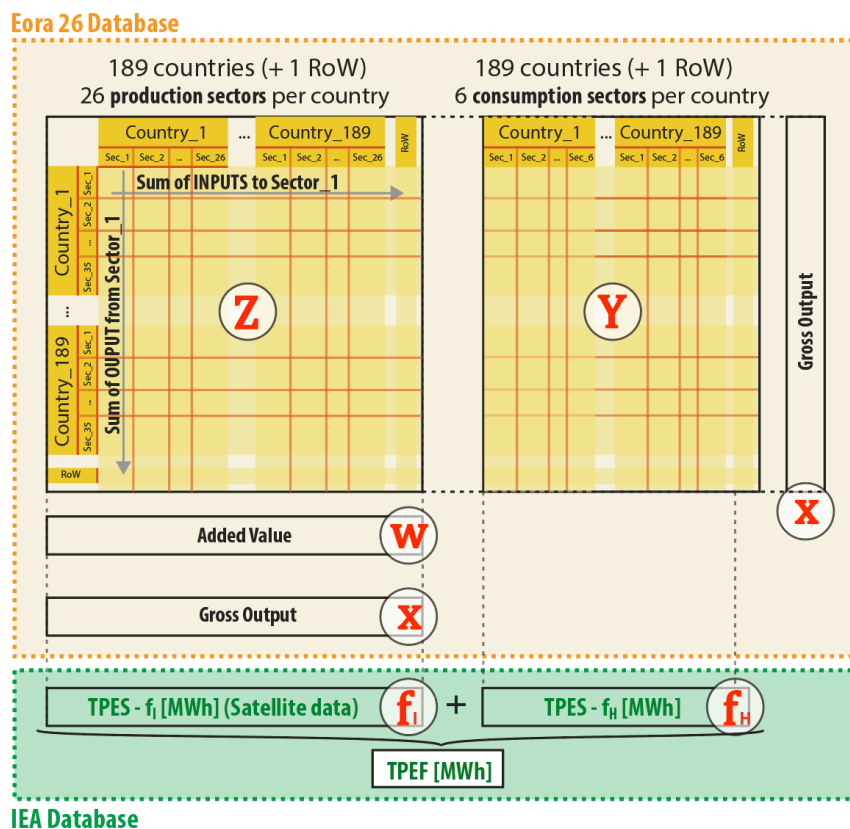 Eora 26 Database
189 countries (+ 1 RoW)
26 production sectors per country
189 countries (+ 1 RoW)
6 consumption sectors per country
Country_1 ... Country_189 RoW
Sec_1 Sec_2 ... Sec_26 Sec_1 Sec_2 ... Sec_26
Country_1 ... Country_189 RoW
Sec_1 Sec_2 ... Sec_6 Sec_1 Sec_2 ... Sec_6
Country_1
Sec_1
Sec_2
...
Sec_35
...
Country_189
Sec_1
Sec_2
...
Sec_35
RoW
Sum of INPUTS to Sector_1
Sum of OUPUT from Sector_1
Z
Y
Gross Output
X
Added Value
W
Gross Output
X
TPES - fI [MWh] (Satellite data)
fI
+
TPES - fH [MWh]
fH
TPEF [MWh]
IEA Database